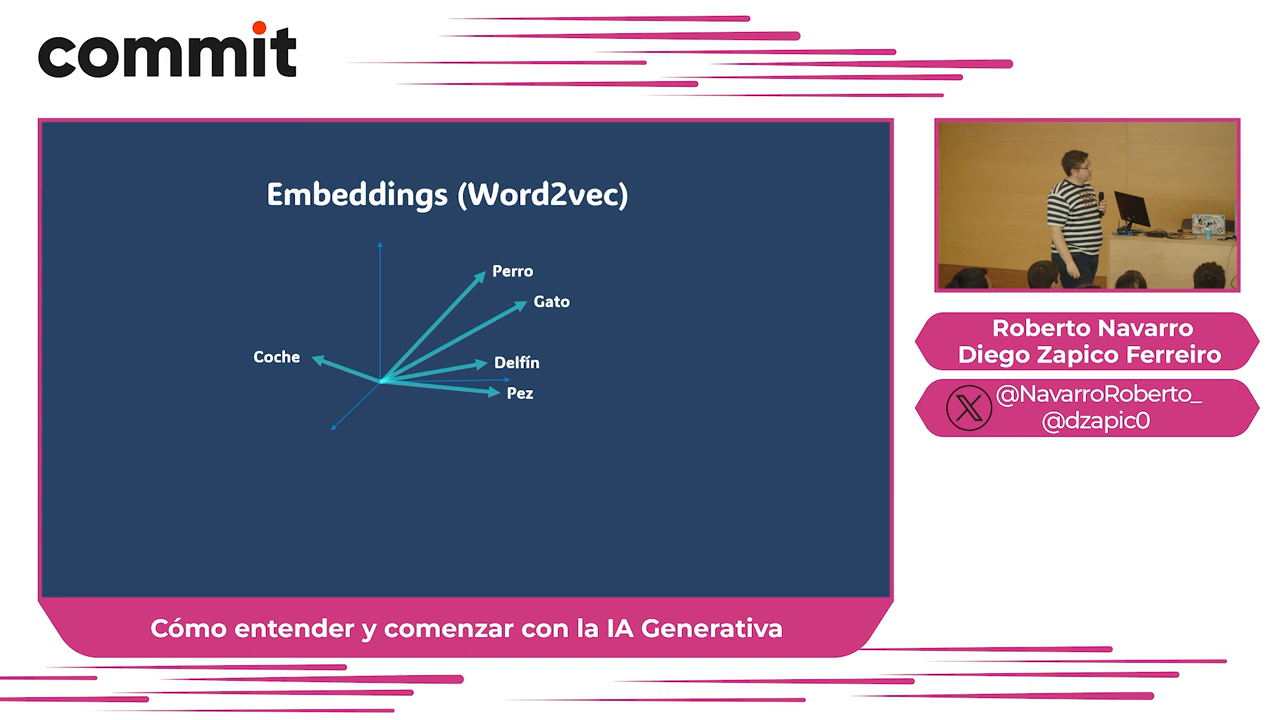 commit
Embeddings (Word2vec)
Perro
Gato
Coche
Delfín
Pez
Cómo entender y comenzar con la IA Generativa
Roberto Navarro
Diego Zapico Ferreiro
@NavarroRoberto_
@dzapic0